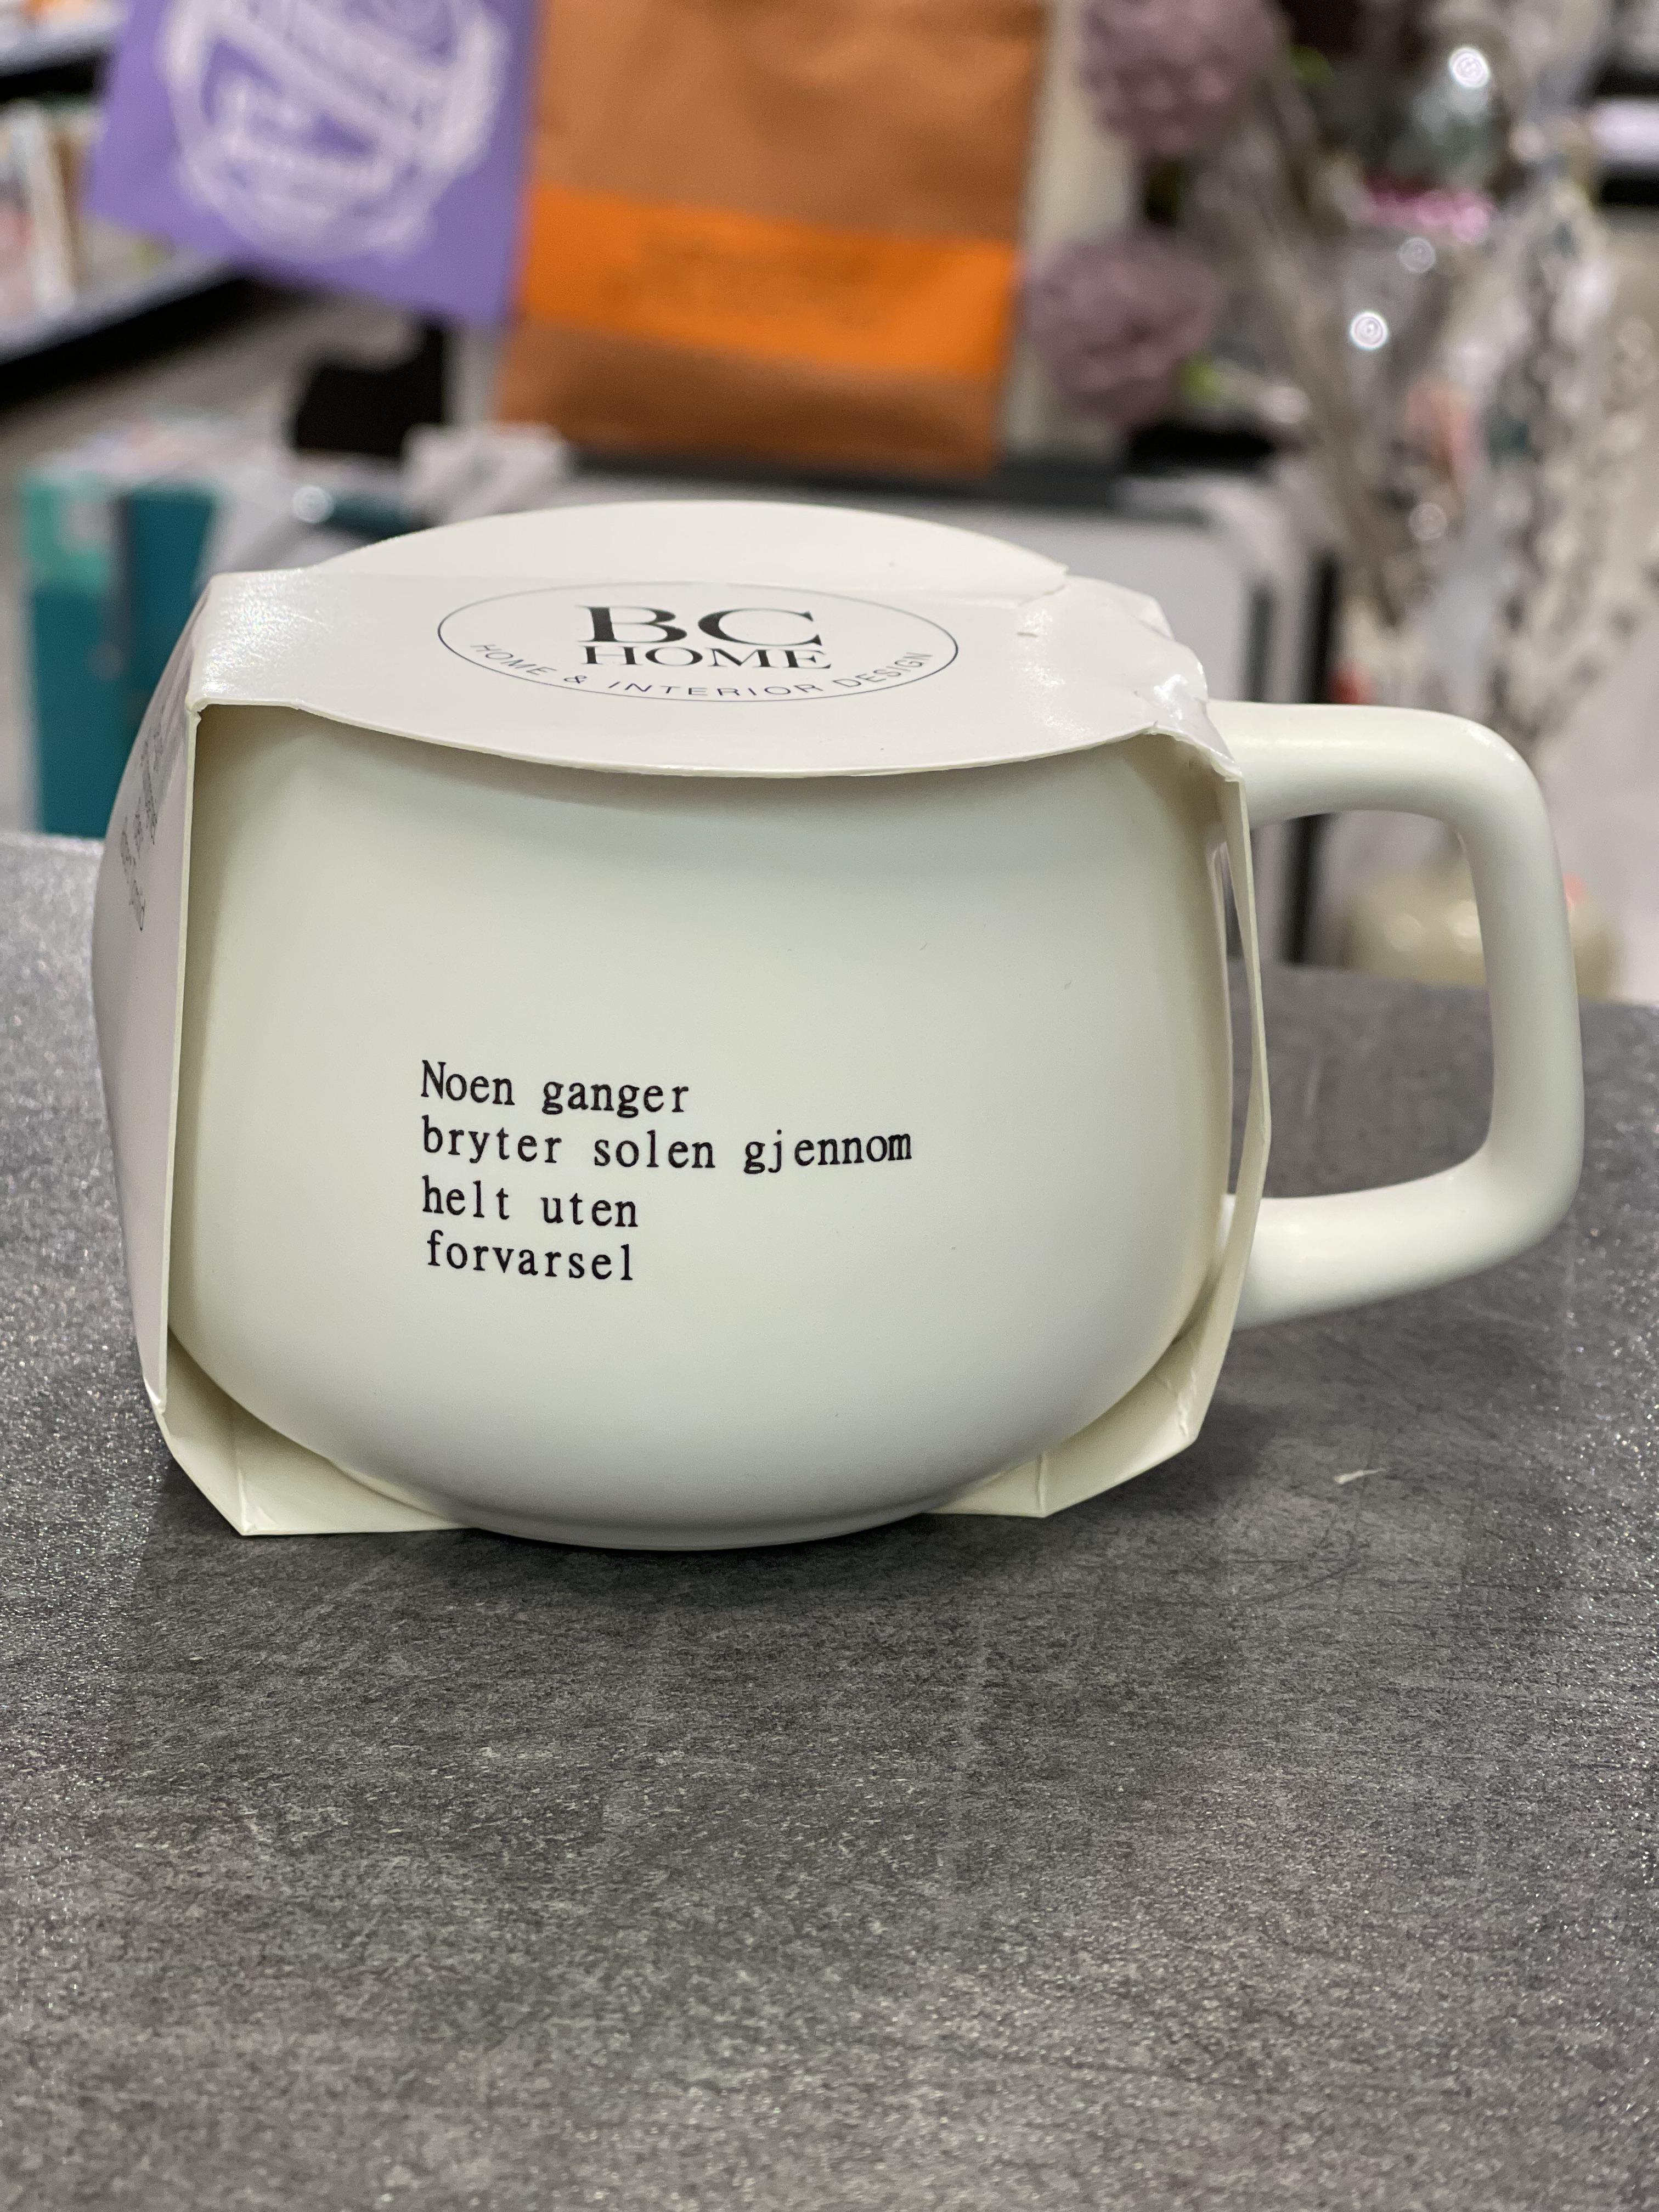 BC
HOME
HOME & INTERIOR DESIGN
Noen ganger
bryter solen gjennom
helt uten
forvarsel